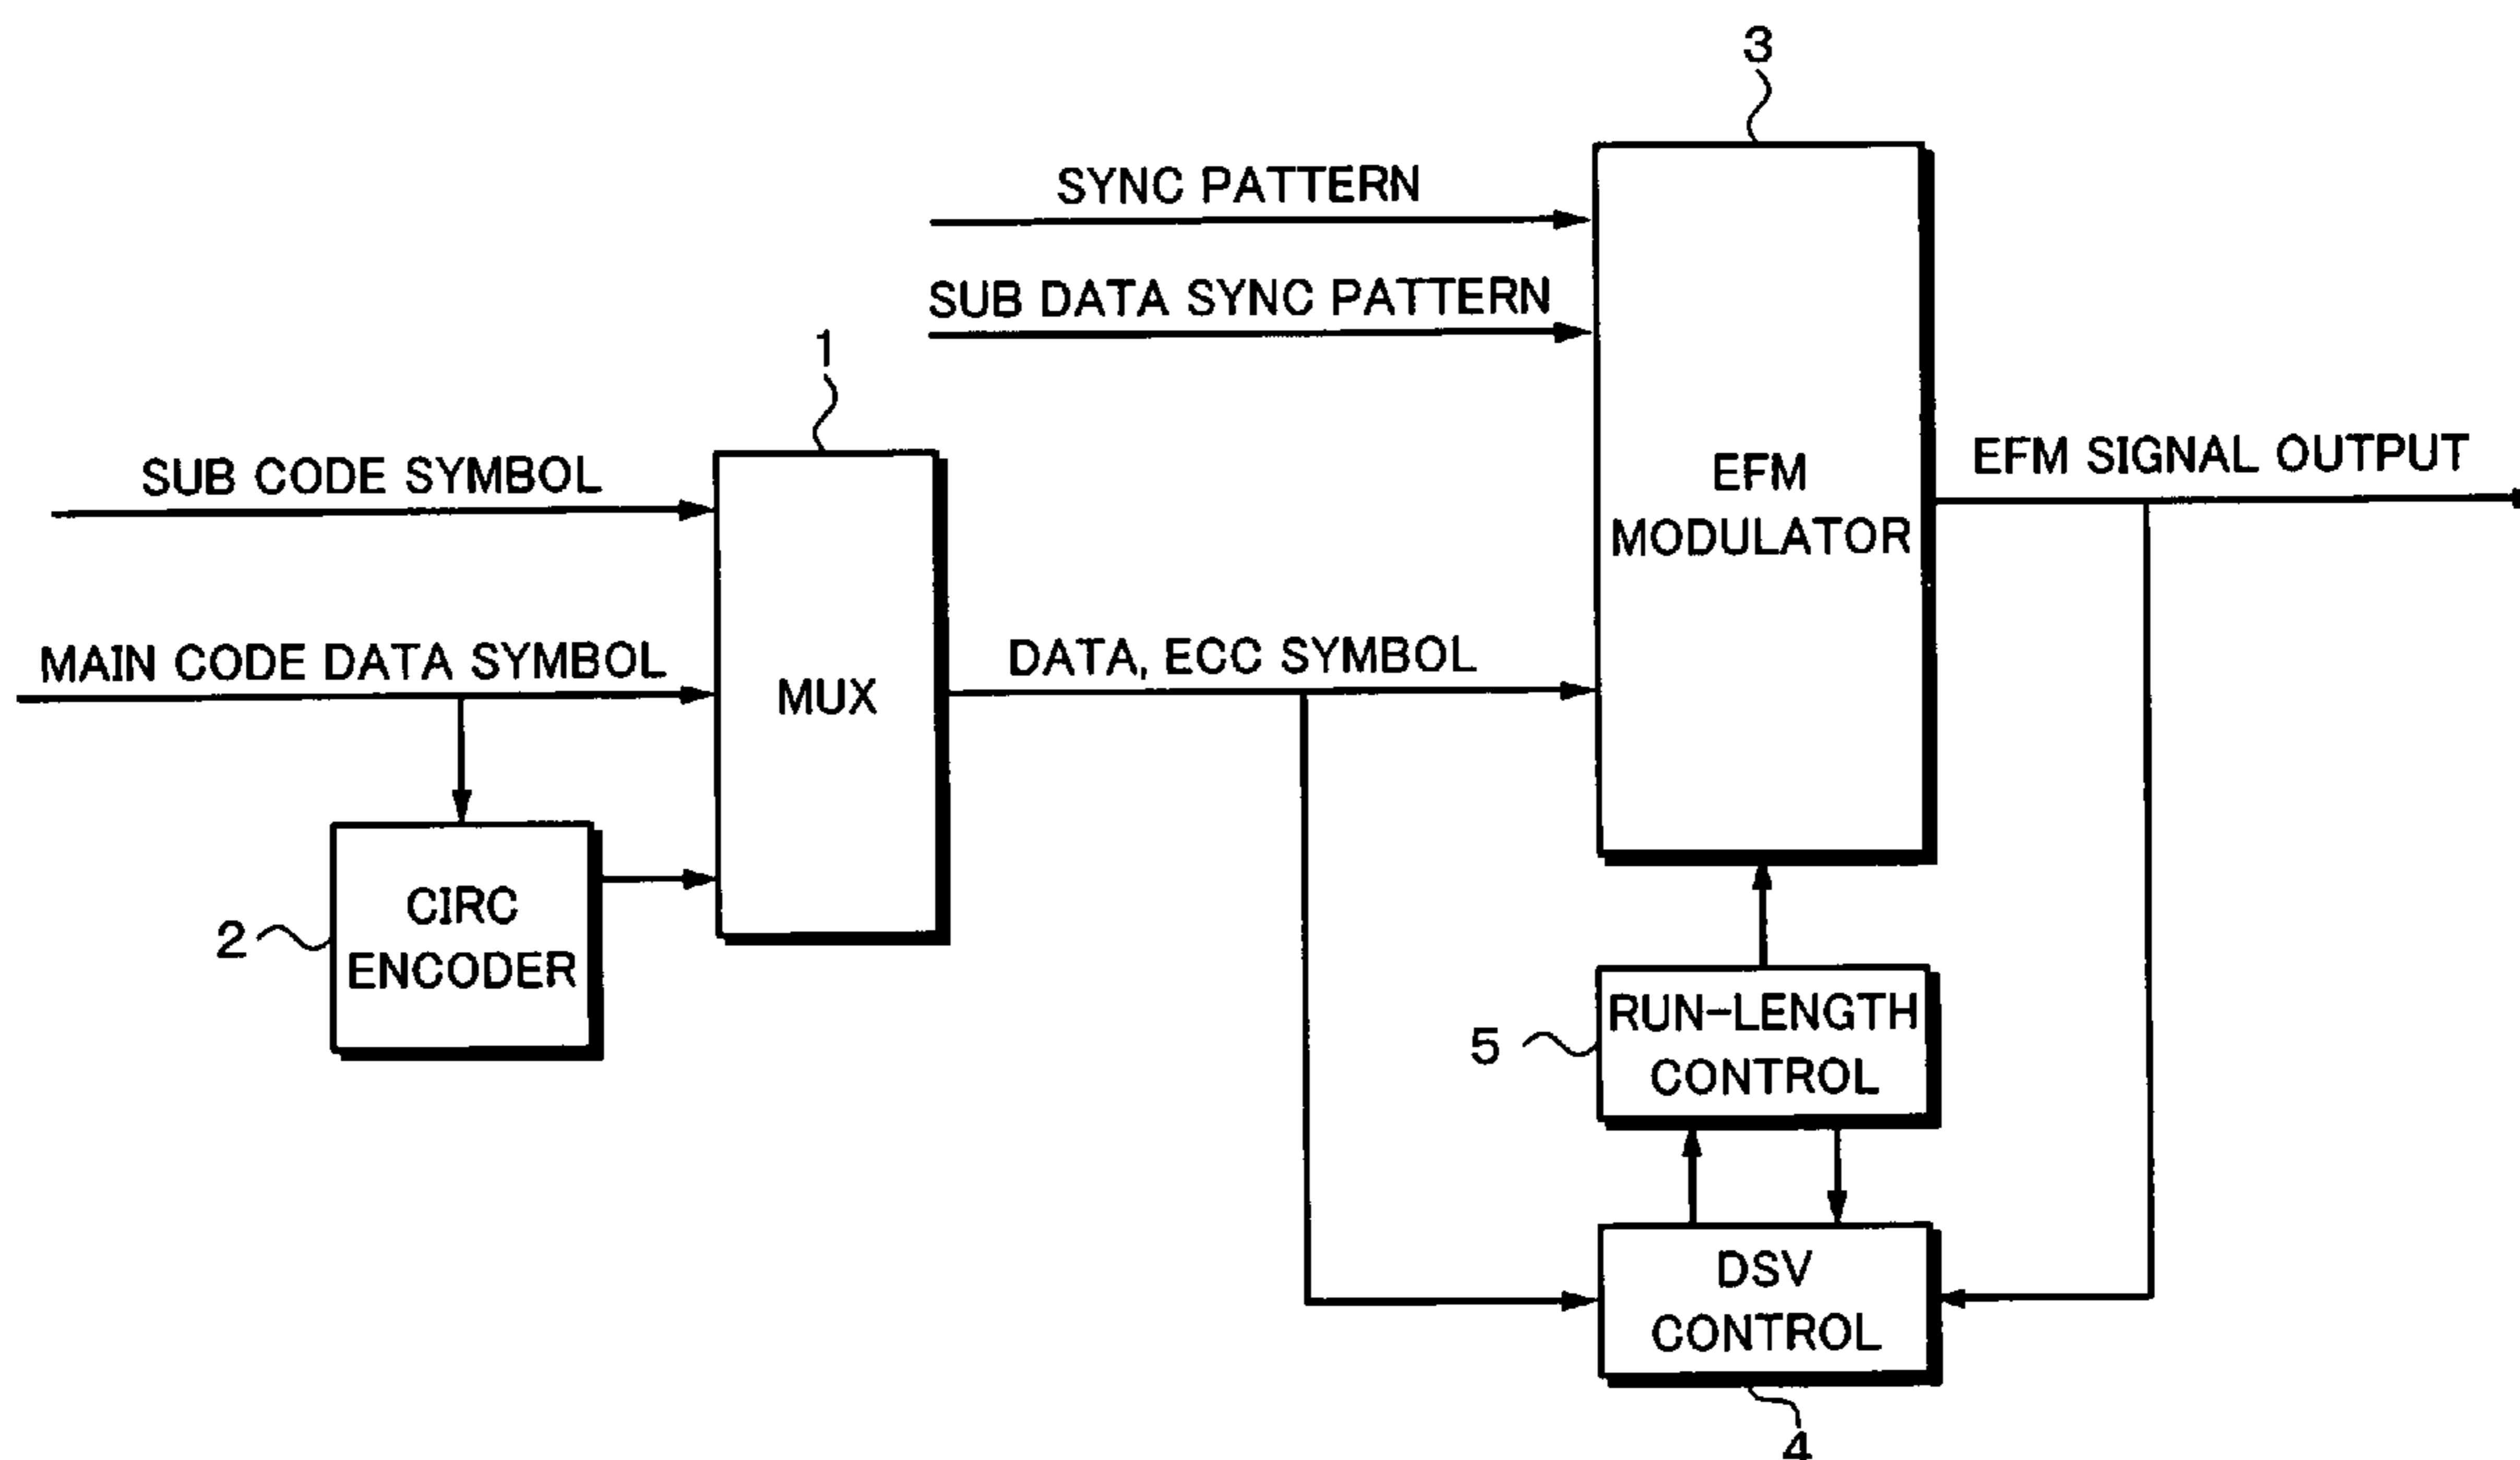 3
SYNC PATTERN
SUB DATA SYNC PATTERN
1
SUB CODE SYMBOL
EFM
MODULATOR
EFM SIGNAL OUTPUT
MAIN CODE DATA SYMBOL
MUX
DATA, ECC SYMBOL
2
CIRC
ENCODER
5
RUN-LENGTH
CONTROL
DSV
CONTROL
4